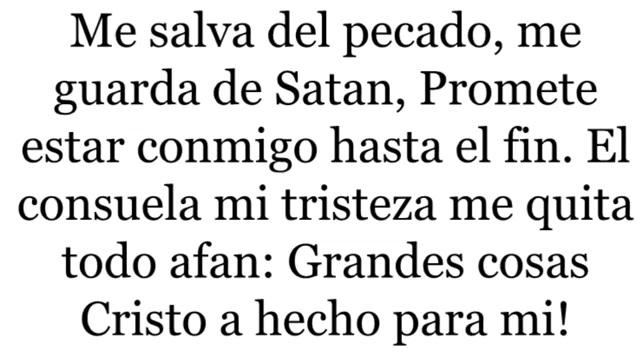 Me salva del pecado, me
guarda de Satan, Promete
estar conmigo hasta el fin. El
consuela mi tristeza me quita
todo afan: Grandes cosas
Cristo a hecho para mi!